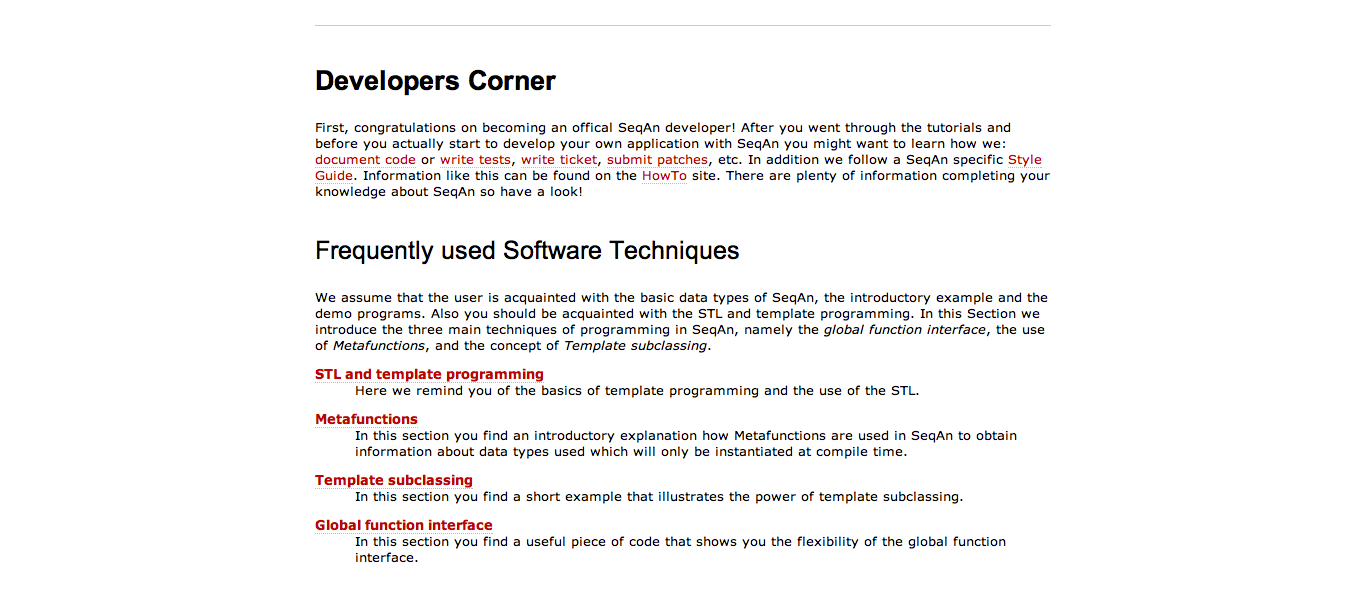 Developers Corner
First, congratulations on becoming an offical SeqAn developer! After you went through the tutorials and
before you actually start to develop your own application with SeqAn you might want to learn how we:
document code or write tests, write ticket, submit patches, etc. In addition we follow a SeqAn specific Style
Guide. Information like this can be found on the HowTo site. There are plenty of information completing your
knowledge about SeqAn so have a look!
Frequently used Software Techniques
We assume that the user is acquainted with the basic data types of SeqAn, the introductory example and the
demo programs. Also you should be acquainted with the STL and template programming. In this Section we
introduce the three main techniques of programming in SeqAn, namely the global function interface, the use
of Metafunctions, and the concept of Template subclassing.
STL and template programming
Here we remind you of the basics of template programming and the use of the STL.
Metafunctions
In this section you find an introductory explanation how Metafunctions are used in SeqAn to obtain
information about data types used which will only be instantiated at compile time.
Template subclassing
In this section you find a short example that illustrates the power of template subclassing.
Global function interface
In this section you find a useful piece of code that shows you the flexibility of the global function
interface.